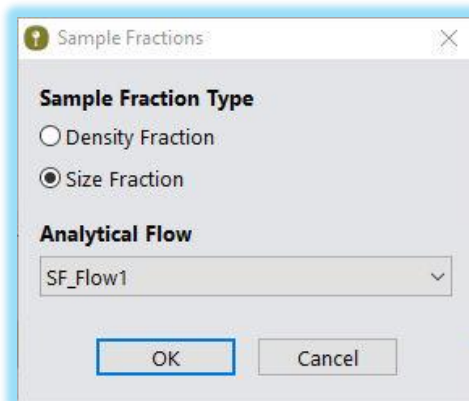 Sample Fractions
Sample Fraction Type
Density Fraction
Size Fraction
Analytical Flow
SF_Flow1
OK Cancel